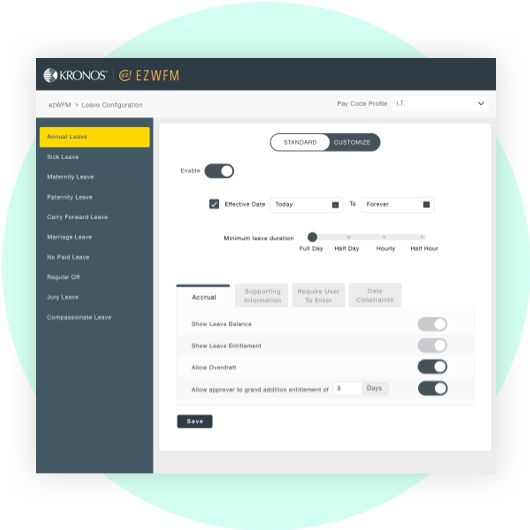 KRONOS | ez! EZWFM
ezWFM > Leave Configuration
Pay Code Profile I.T.
Annual Leave
Sick Leave
Maternity Leave
Paternity Leave
Carry Forward Leave
Marriage Leave
No Paid Leave
Regular Off
Jury Leave
Compassionate Leave
STANDARD CUSTOMIZE
Enable
Effective Date Today To Forever
Minimum leave duration
Full Day Half Day Hourly Half Hour
Accrual
Supporting
Information
Require User
To Enter
Date
Constraints
Show Leave Balance
Show Leave Entitlement
Allow Overdraft
Allow approver to grand addition entitlement of 3 Days
Save